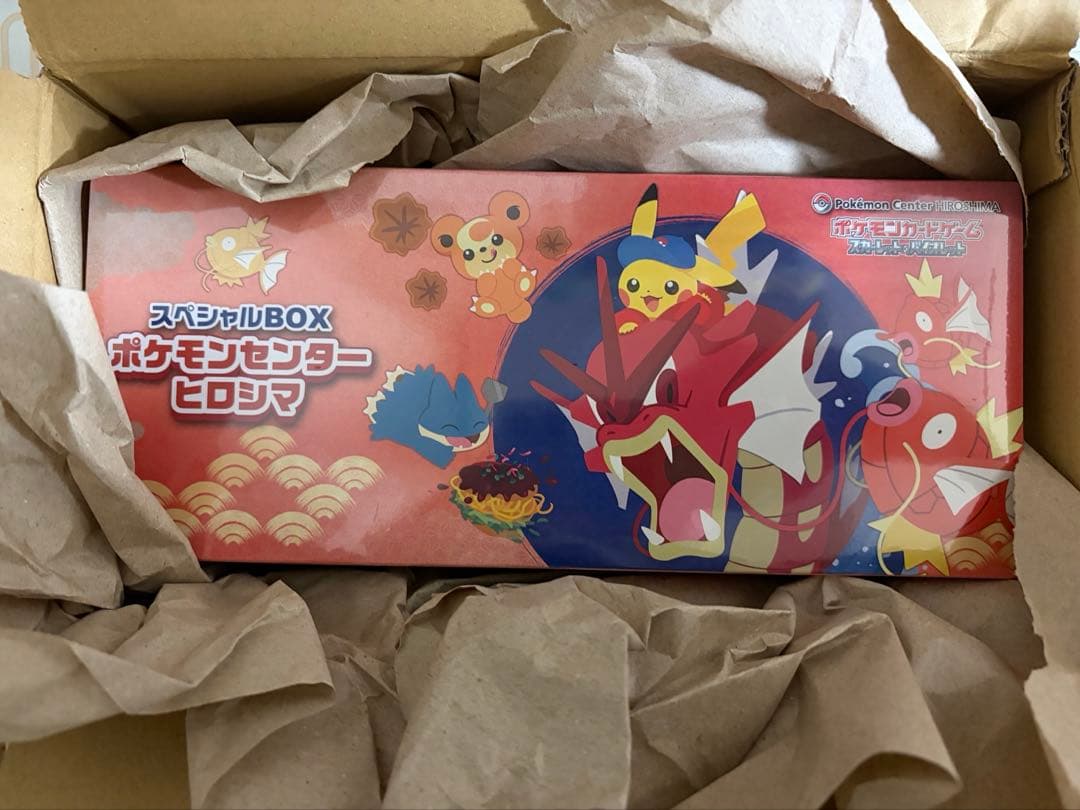 Pokémon Center HIROSHIMA
ポケモンカードゲーム
スカーレット・バイオレット
スペシャルBOX
ポケモンセンター
ヒロシマ